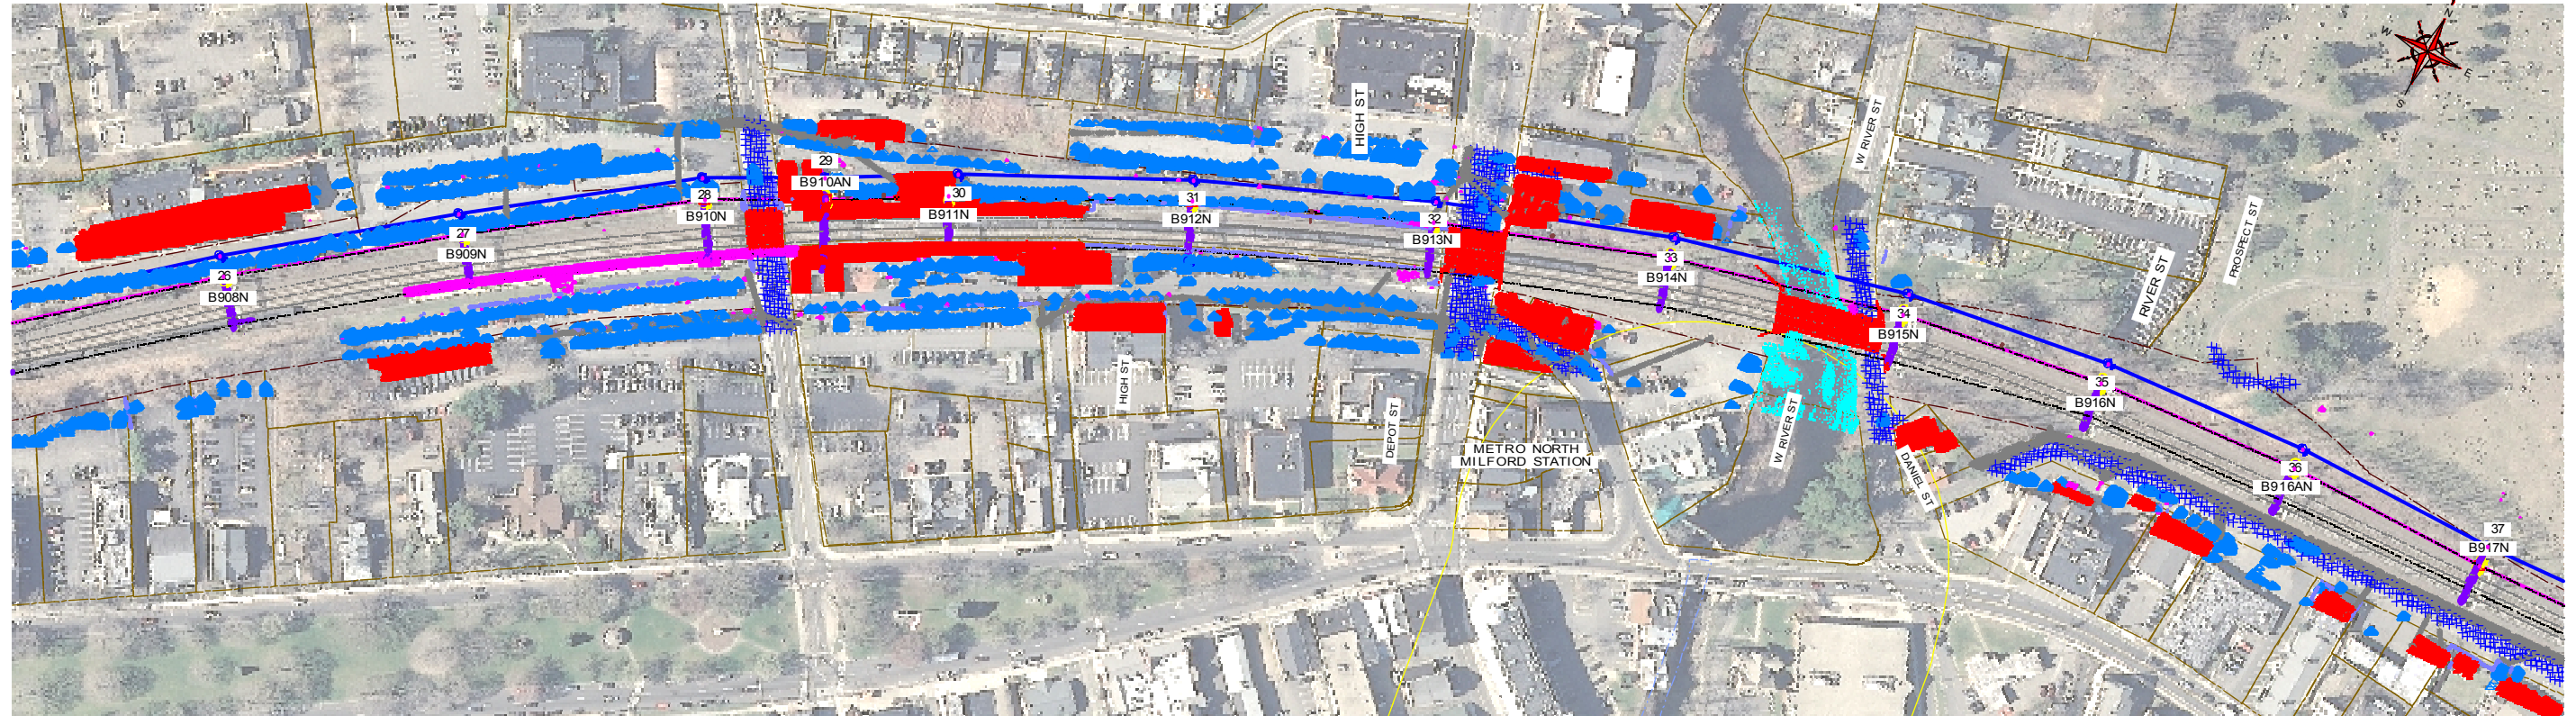 N
W
E
S
HIGH ST
W RIVER ST
29
B910AN
28
B910N
30
B911N
31
B912N
32
B913N
27
B909N
26
B908N
33
B914N
34
B915N
RIVER ST
PROSPECT ST
35
B916N
HIGH ST
DEPOT ST
METRO NORTH
MILFORD STATION
W RIVER ST
DANIEL ST
36
B916AN
37
B917N